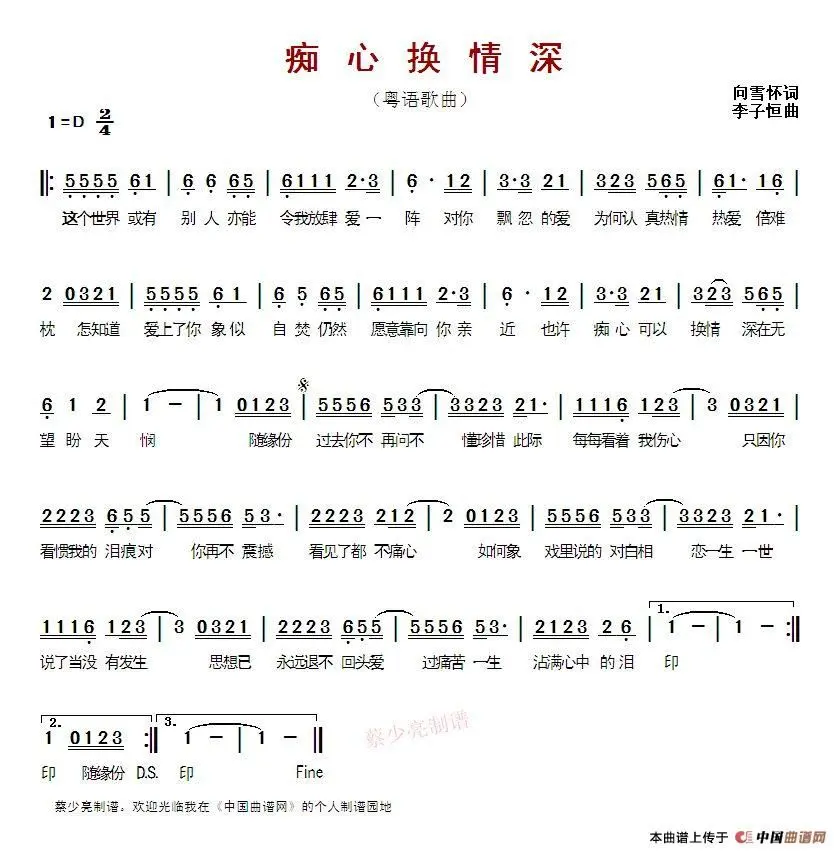 痴心换情深
（粤语歌曲）
向雪怀词
李子恒曲
1=D 2/4
5555 61 | 6 6 65 | 6111 2·3 | 6· 12 | 3·3 21 | 323 565 | 61· 16 |
这个世界 或有 别 人 亦能 令我放肆 爱一 阵 对你 飘忽 的爱 为何认 真热情 热爱 倍难
2 0321 | 5555 61 | 6 5 65 | 6111 2·3 | 6· 12 | 3·3 21 | 323 565 |
枕 怎知道 爱上了你 象似 自 焚 仍然 愿意靠向 你亲 近 也许 痴心 可以 换情 深在无
6 1 2 | 1 - | 1 0123 | 5556 533 | 3323 21· | 1116 123 | 3 0321 |
望 盼 天 悯 随缘份 过去你不 再问不 懂珍惜 此际 每每看着 我伤心 只因你
2223 655 | 5556 53· | 2223 212 | 2 0123 | 5556 533 | 3323 21· |
看惯我的 泪痕对 你再不 震撼 看见了都 不痛心 如何象 戏里说的 对白相 恋一生 一世
1116 123 | 3 0321 | 2223 655 | 5556 53· | 2123 26 | 1. 1 - | 1 - :||
说了当没 有发生 思想已 永远退不 回头爱 过痛苦 一生 沾满心中 的泪 印
2. 1 0123 :|| 3. 1 - | 1 - ||
印 随缘份 D.S. 印 Fine
蔡少亮制谱
蔡少亮制谱。欢迎光临我在《中国曲谱网》的个人制谱园地
本曲谱上传于 中国曲谱网